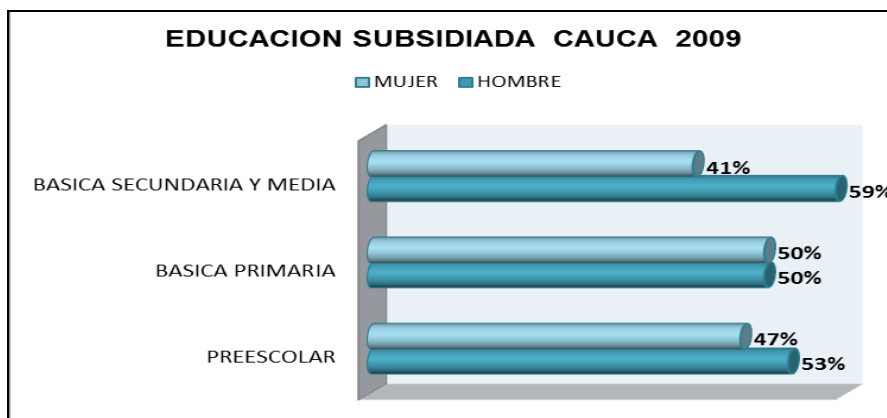 EDUCACION SUBSIDIADA CAUCA 2009
MUJER HOMBRE
BASICA SECUNDARIA Y MEDIA
41%
59%
BASICA PRIMARIA
50%
50%
PREESCOLAR
47%
53%